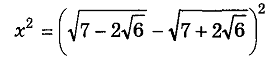 x² = (√(7 − 2√6) − √(7 + 2√6))²